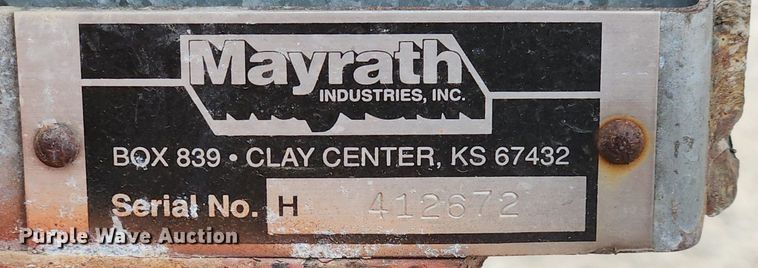 Mayrath
INDUSTRIES, INC.
BOX 839 • CLAY CENTER, KS 67432
Serial No. H 412672
Purple Wave Auction